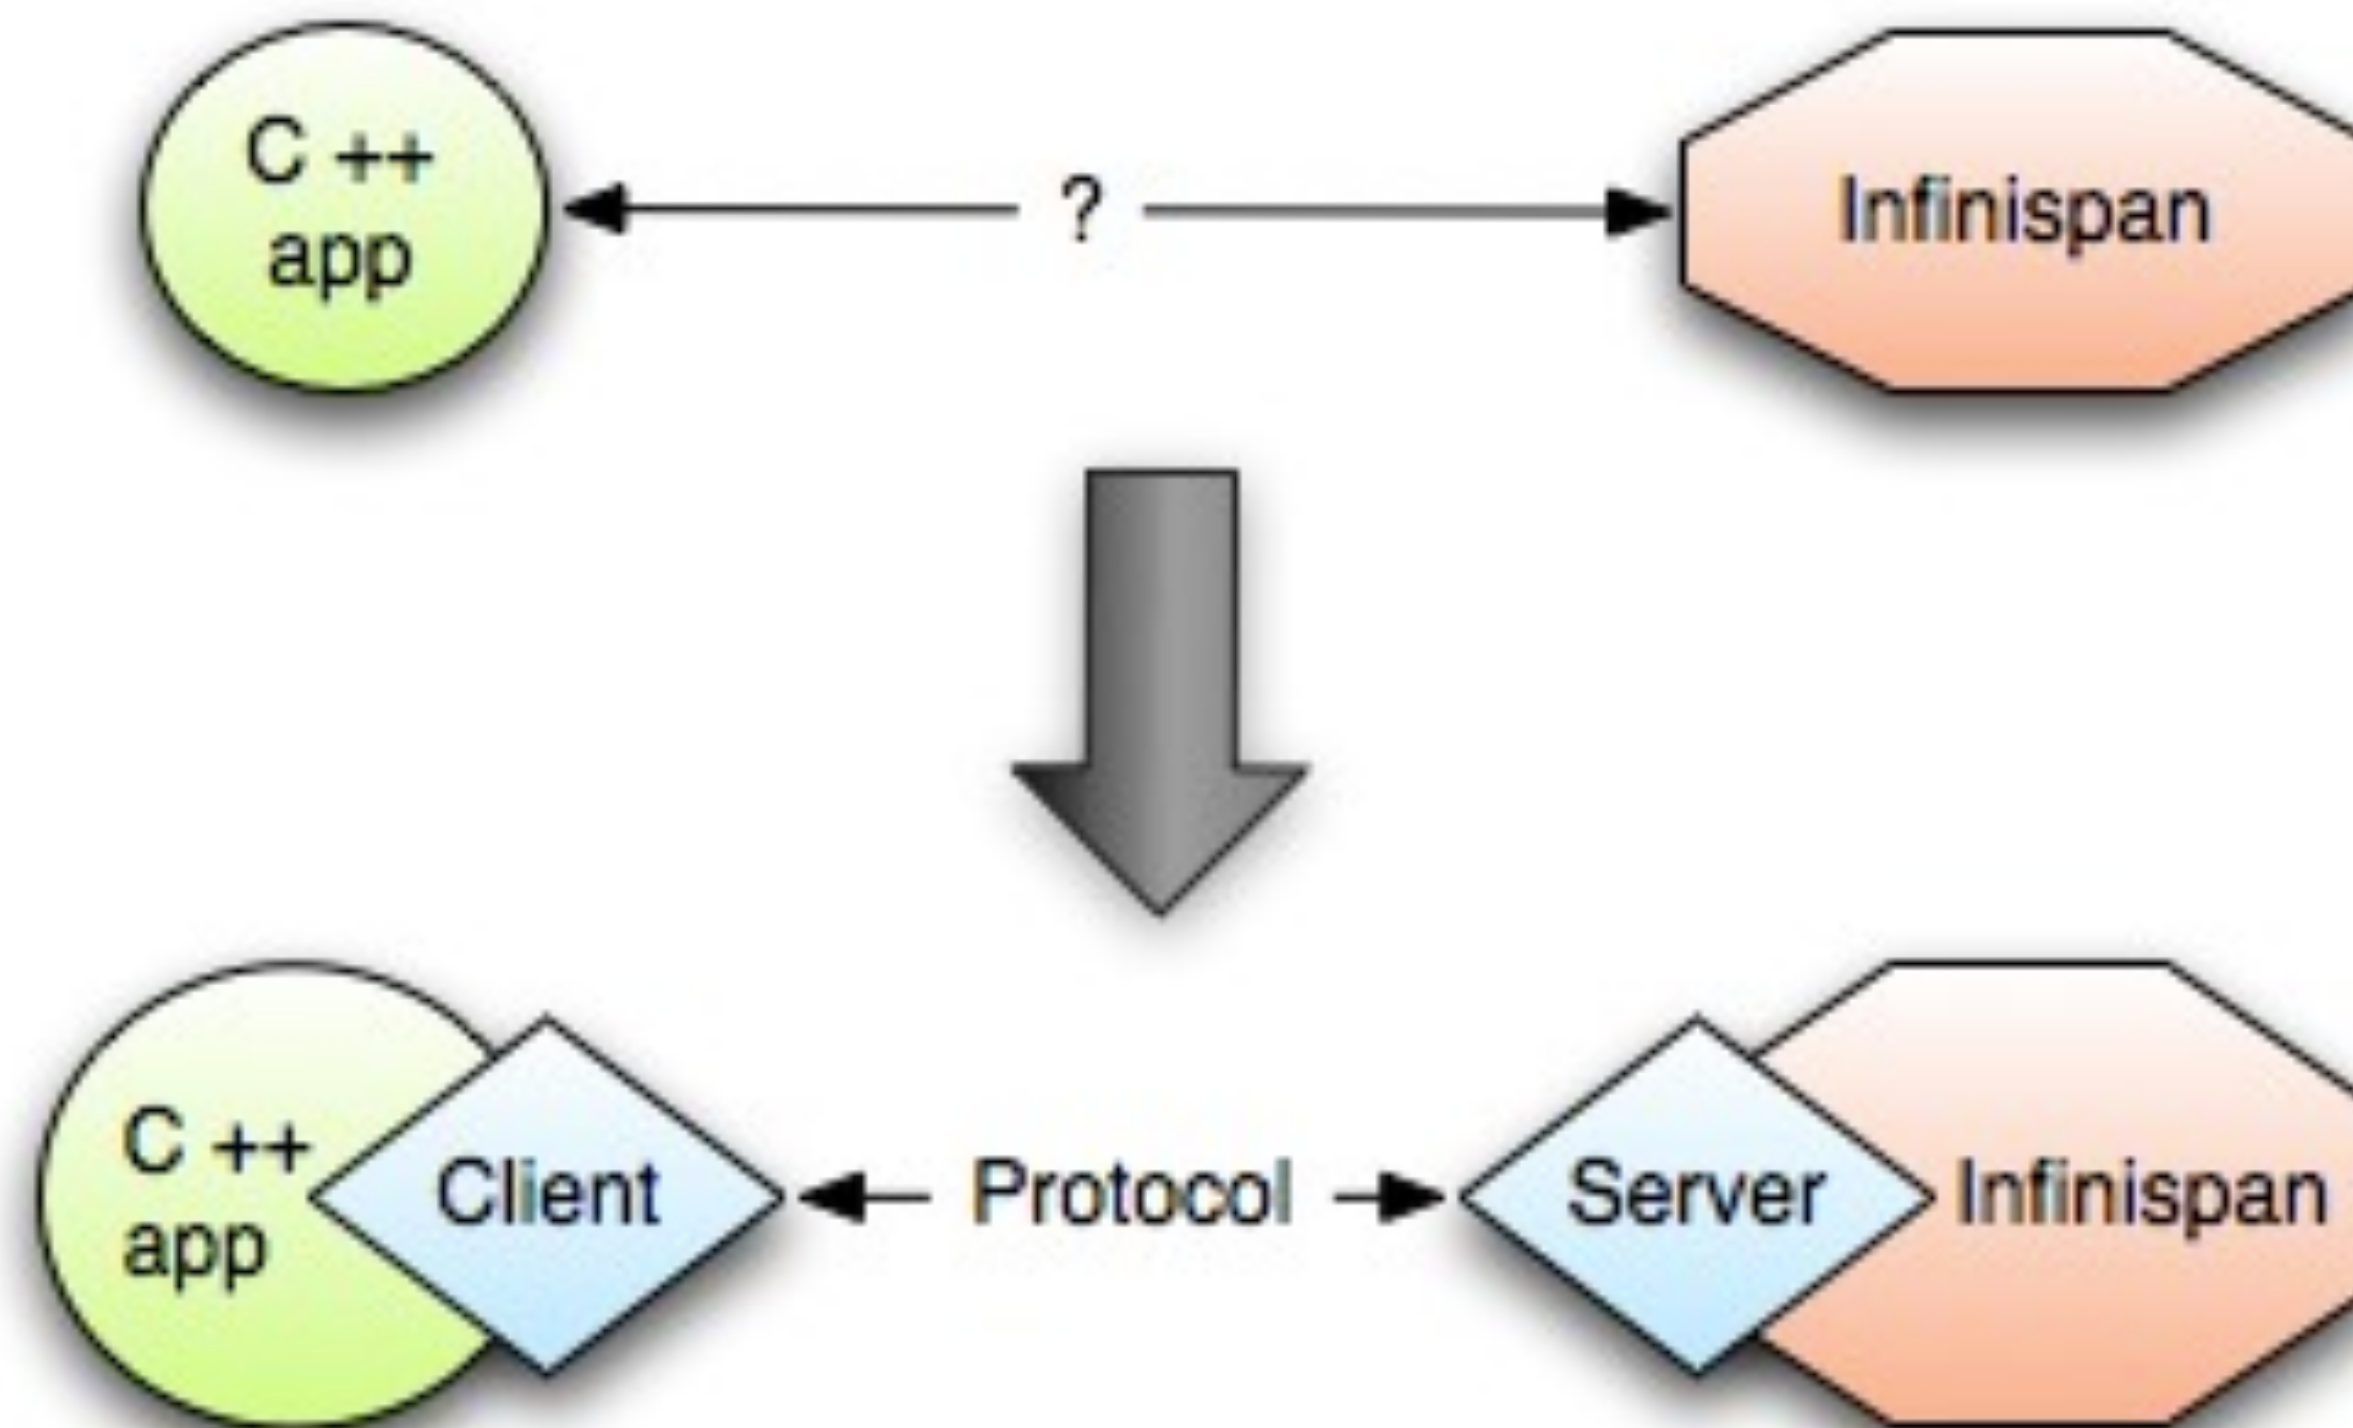 C ++
app
?
Infinispan
C ++
app
Client
Protocol
Server
Infinispan